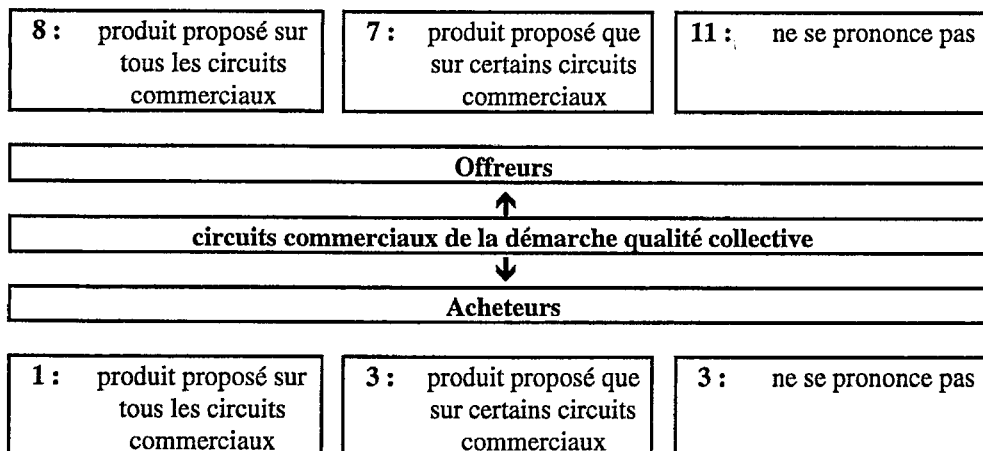 8 : produit proposé sur
tous les circuits
commerciaux
7 : produit proposé que
sur certains circuits
commerciaux
11 : ne se prononce pas
Offreurs
↑
circuits commerciaux de la démarche qualité collective
↓
Acheteurs
1 : produit proposé sur
tous les circuits
commerciaux
3 : produit proposé que
sur certains circuits
commerciaux
3 : ne se prononce pas